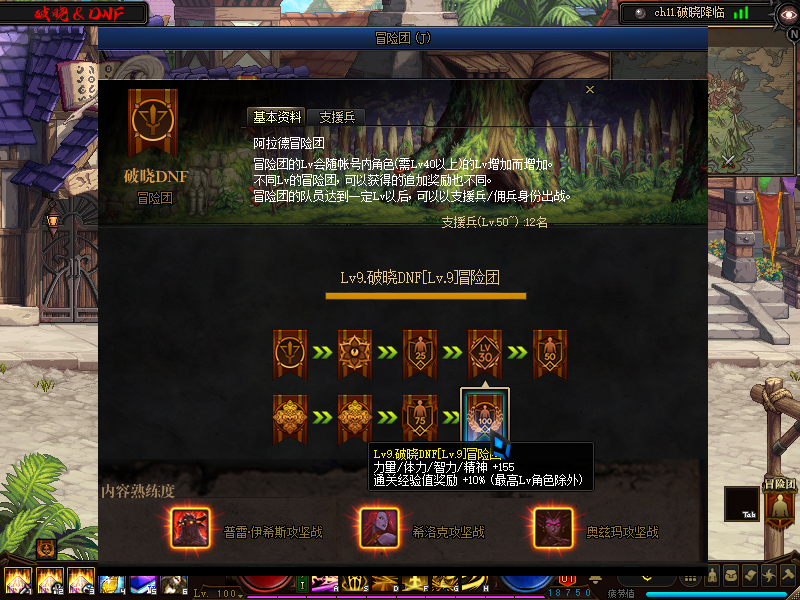 破晓&DNF
ch11.破晓降临
冒险团 (J)
N
基本资料
支援兵
阿拉德冒险团
冒险团的Lv会随帐号内角色(需Lv40以上)的Lv增加而增加。
不同Lv的冒险团, 可以获得的追加奖励也不同。
冒险团的队员达到一定Lv以后, 可以以支援兵/佣兵身份出战。
破晓DNF
冒险团
支援兵(Lv.50~) :12名
Lv9.破晓DNF[Lv.9]冒险团
25
LV
30
50
75
100
Lv9.破晓DNF[Lv.9]冒险团
力量/体力/智力/精神 +155
通关经验值奖励 +10% (最高Lv角色除外)
内容熟练度
普雷·伊希斯攻坚战
希洛克攻坚战
奥兹玛攻坚战
冒险团
Tab
Lv. 100
18750
疲劳值